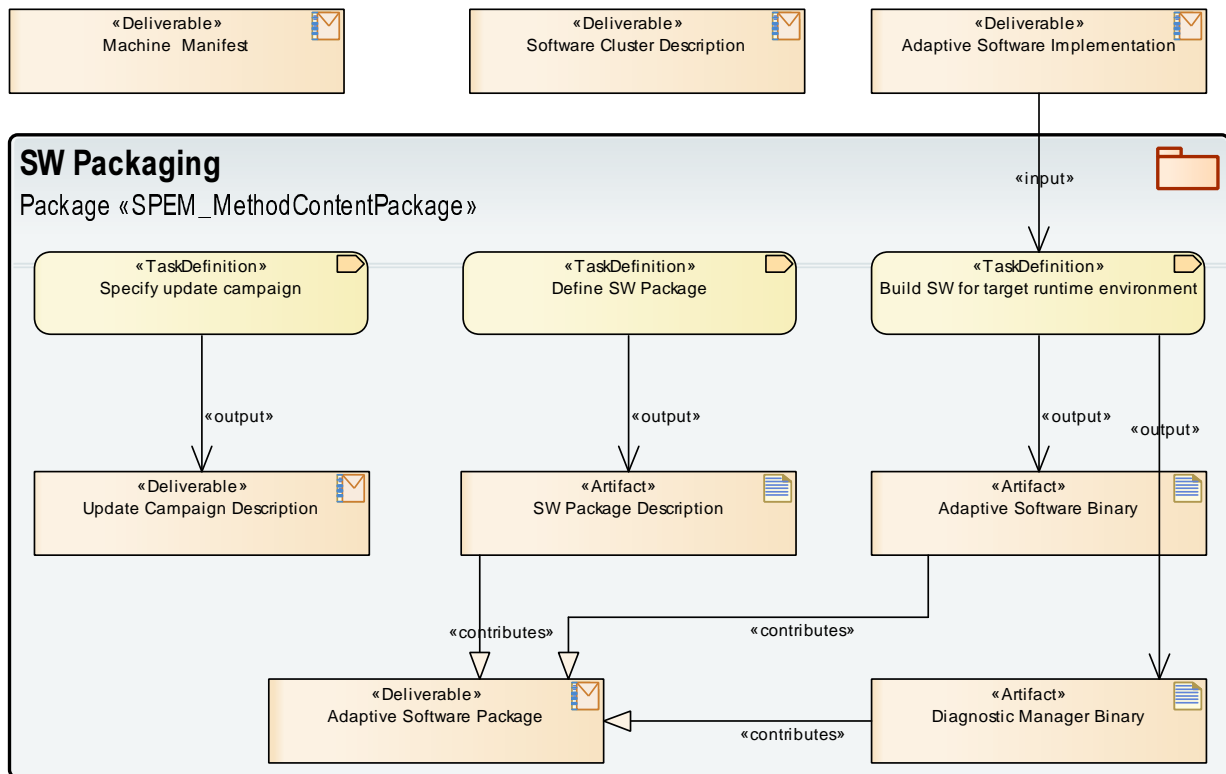 «Deliverable»
Machine  Manifest
«Deliverable»
Software Cluster Description
«Deliverable»
Adaptive Software Implementation
SW Packaging
Package «SPEM_MethodContentPackage»
«input»
«TaskDefinition»
Specify update campaign
«TaskDefinition»
Define SW Package
«TaskDefinition»
Build SW for target runtime environment
«output»
«output»
«output»
«output»
«Deliverable»
Update Campaign Description
«Artifact»
SW Package Description
«Artifact»
Adaptive Software Binary
«contributes»
«contributes»
«Deliverable»
Adaptive Software Package
«Artifact»
Diagnostic Manager Binary
«contributes»